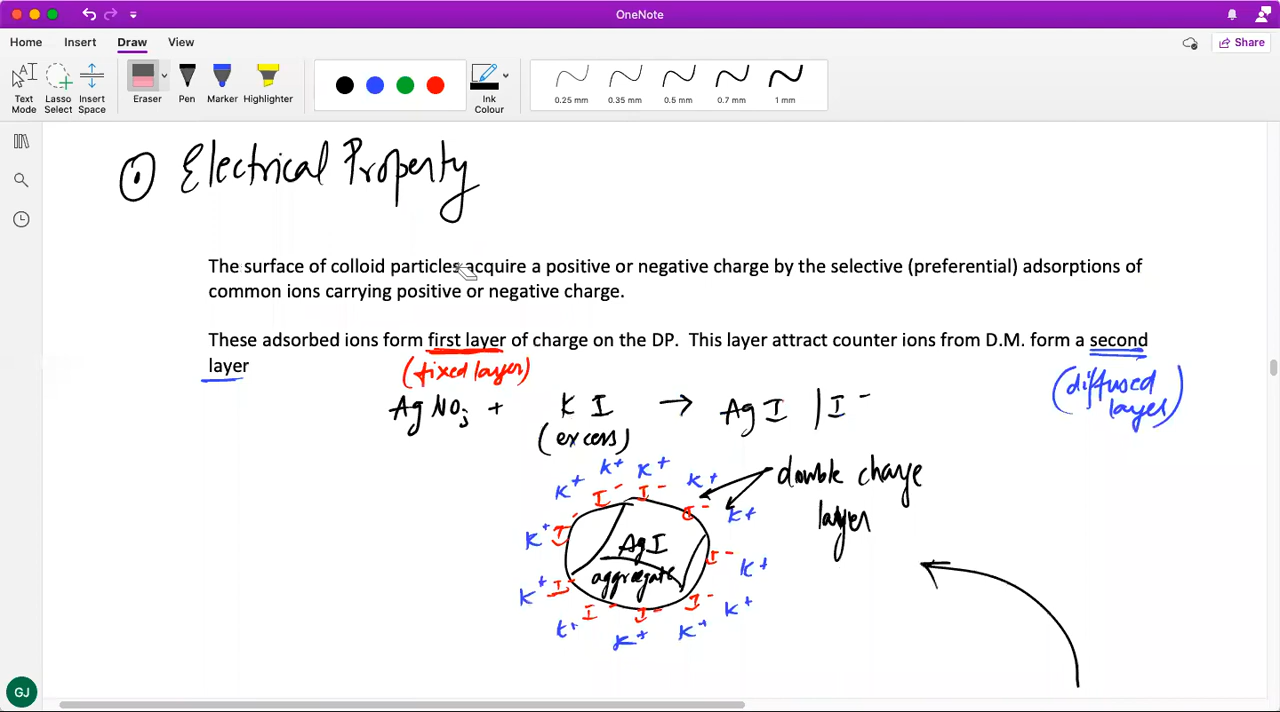 OneNote
Home Insert Draw View
Share
Text Mode
Lasso Select
Insert Space
Eraser
Pen
Marker
Highlighter
Ink Colour
0.25 mm 0.35 mm 0.5 mm 0.7 mm 1 mm
Electrical Property
The surface of colloid particles acquire a positive or negative charge by the selective (preferential) adsorptions of
common ions carrying positive or negative charge.
These adsorbed ions form first layer of charge on the DP. This layer attract counter ions from D.M. form a second
layer
(fixed layer)
(diffused layer)
AgNO₃ + KI → AgI | I⁻
(excess)
K⁺ K⁺ K⁺ K⁺
I⁻ I⁻
double charge
layer
K⁺ I⁻ I⁻ K⁺
K⁺ I⁻ AgI I⁻ K⁺
aggregate
K⁺ I⁻ I⁻ I⁻ I⁻ K⁺
K⁺ K⁺ K⁺
GJ